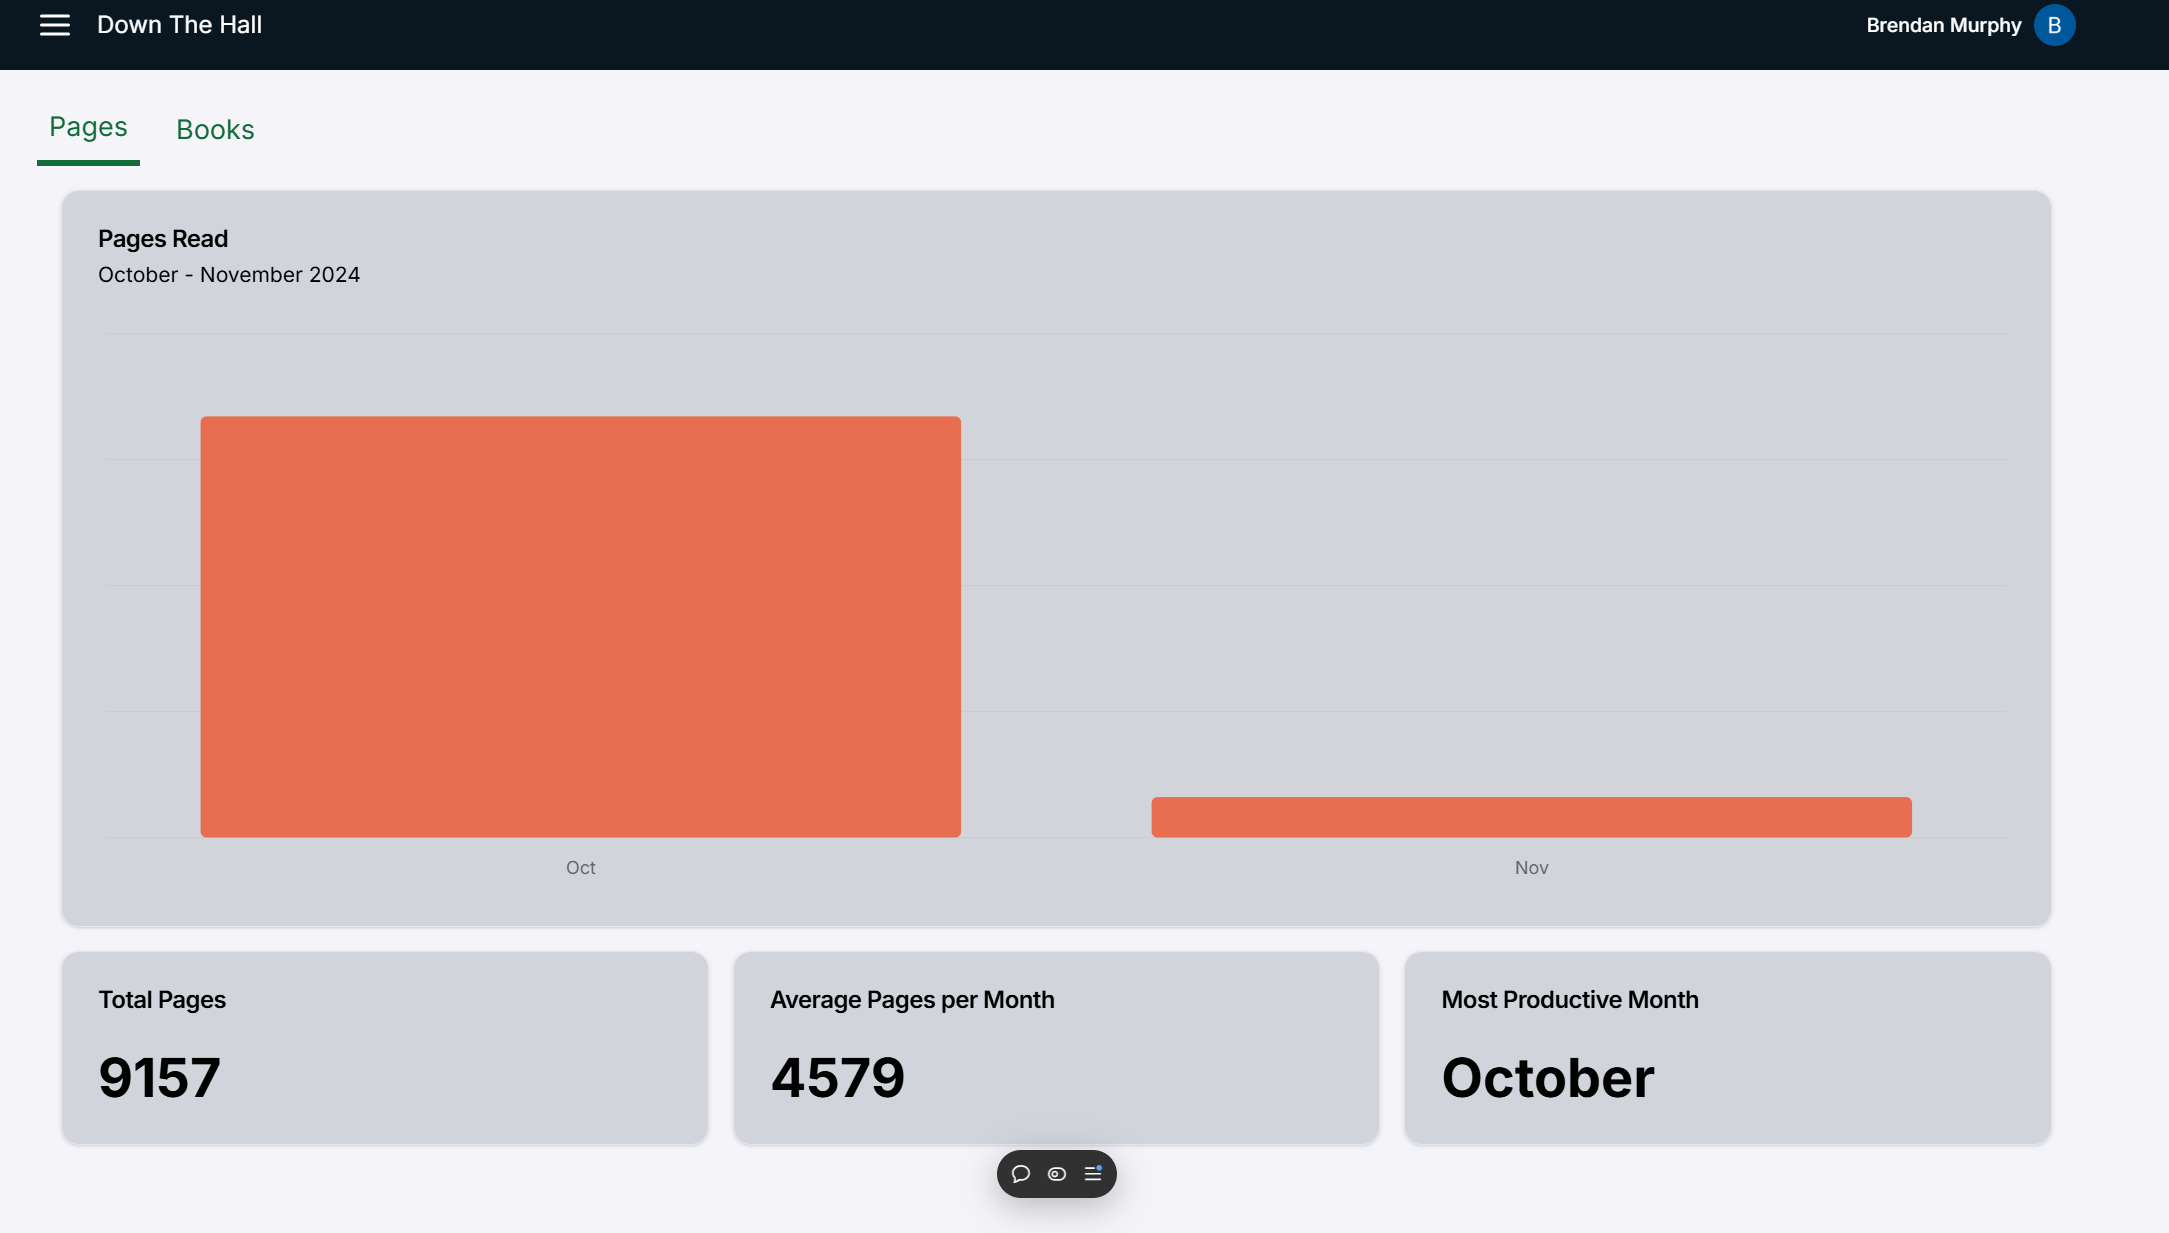 Down The Hall
Brendan Murphy
B
Pages
Books
Pages Read
October - November 2024
Oct
Nov
Total Pages
9157
Average Pages per Month
4579
Most Productive Month
October